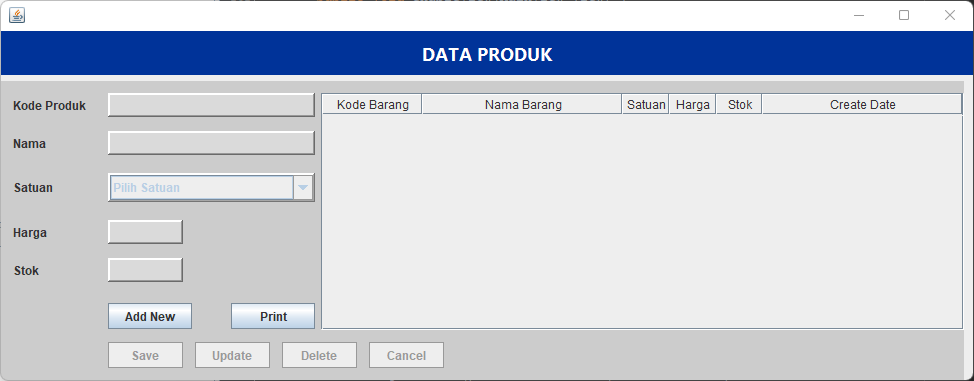 DATA PRODUK
Kode Produk
Kode Barang Nama Barang Satuan Harga Stok Create Date
Nama
Satuan Pilih Satuan
Harga
Stok
Add New Print
Save Update Delete Cancel